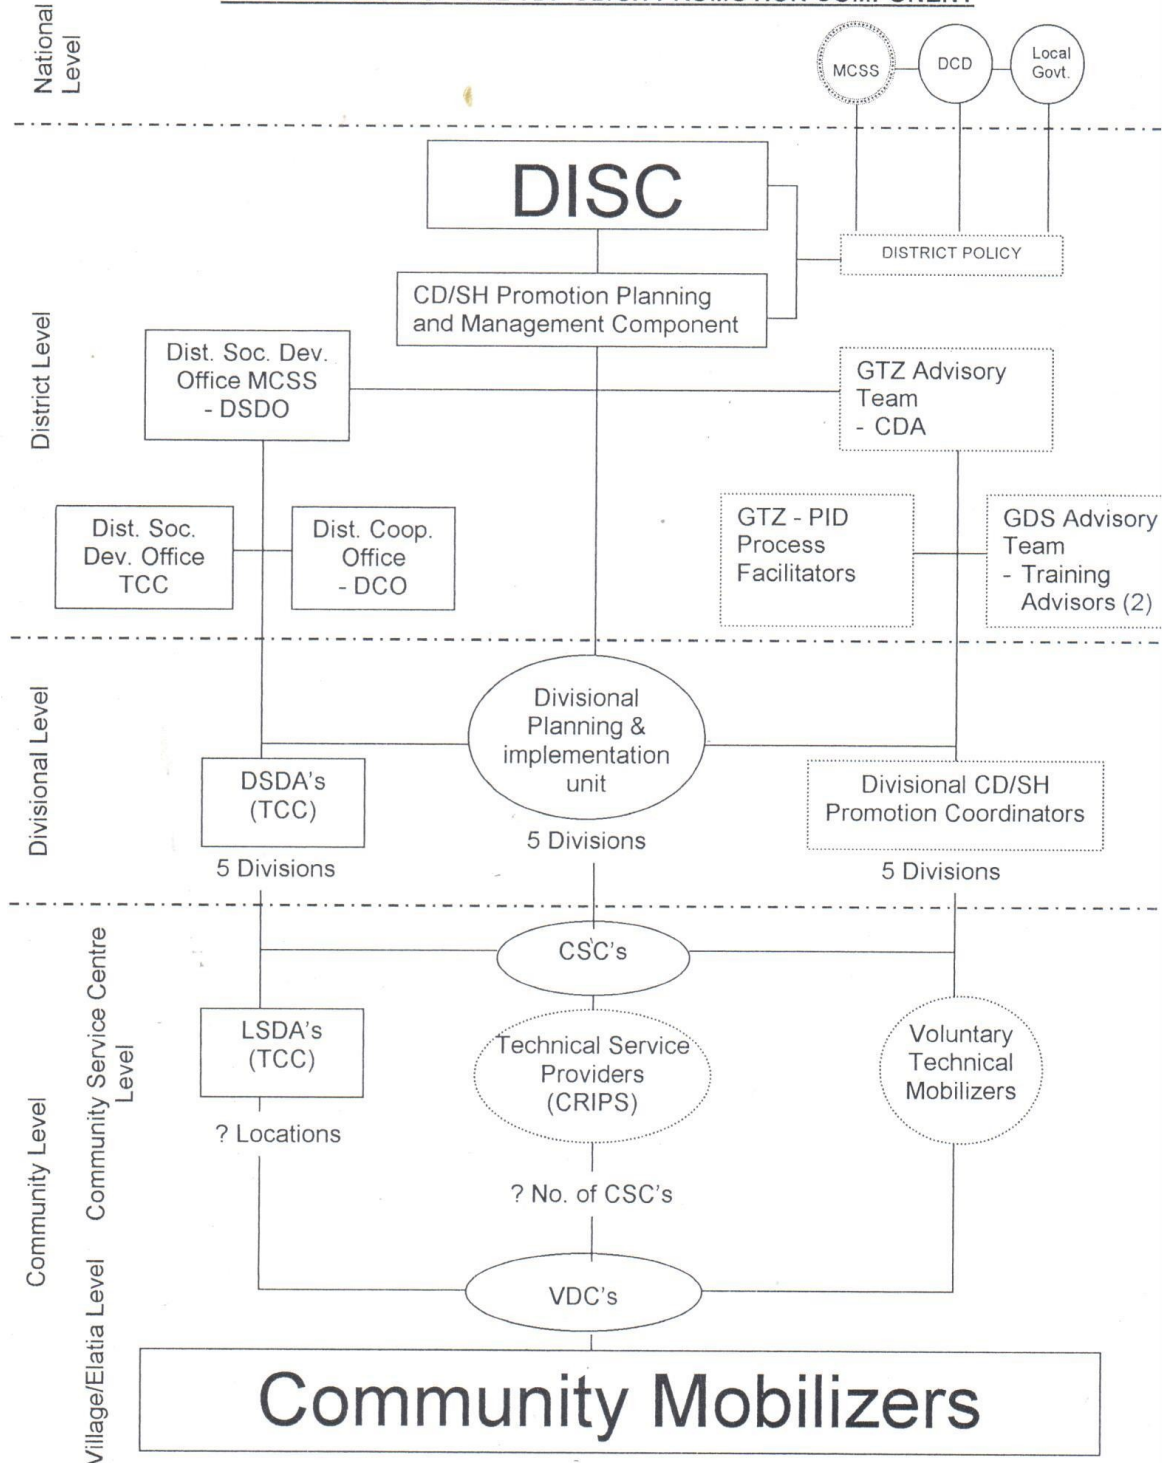 PROMOTION COMPONENT
National
Level
MCSS
DCD
Local
Govt.
DISC
DISTRICT POLICY
CD/SH Promotion Planning
and Management Component
District Level
Dist. Soc. Dev.
Office MCSS
- DSDO
GTZ Advisory
Team
- CDA
Dist. Soc.
Dev. Office
TCC
Dist. Coop.
Office
- DCO
GTZ - PID
Process
Facilitators
GDS Advisory
Team
- Training
Advisors (2)
Divisional Level
Divisional
Planning &
implementation
unit
5 Divisions
DSDA's
(TCC)
5 Divisions
Divisional CD/SH
Promotion Coordinators
5 Divisions
Community Level
Community Service Centre
Level
CSC's
LSDA's
(TCC)
? Locations
Technical Service
Providers
(CRIPS)
? No. of CSC's
Voluntary
Technical
Mobilizers
Village/Elatia Level
VDC's
Community Mobilizers